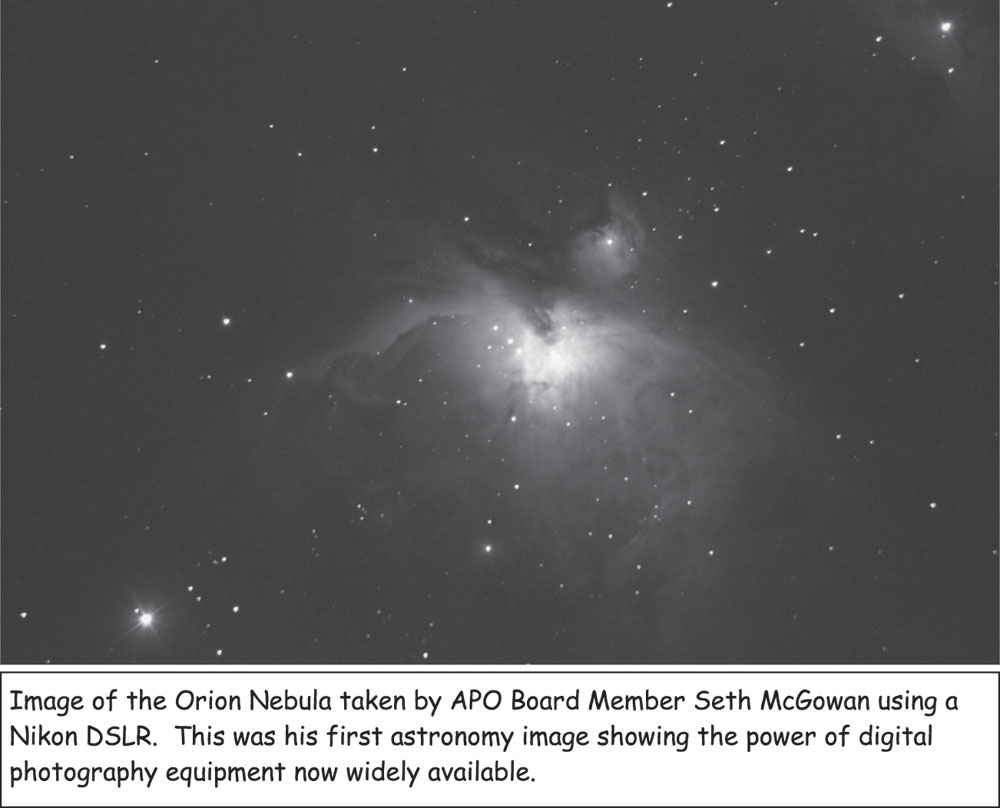 Image of the Orion Nebula taken by APO Board Member Seth McGowan using a
Nikon DSLR.  This was his first astronomy image showing the power of digital
photography equipment now widely available.